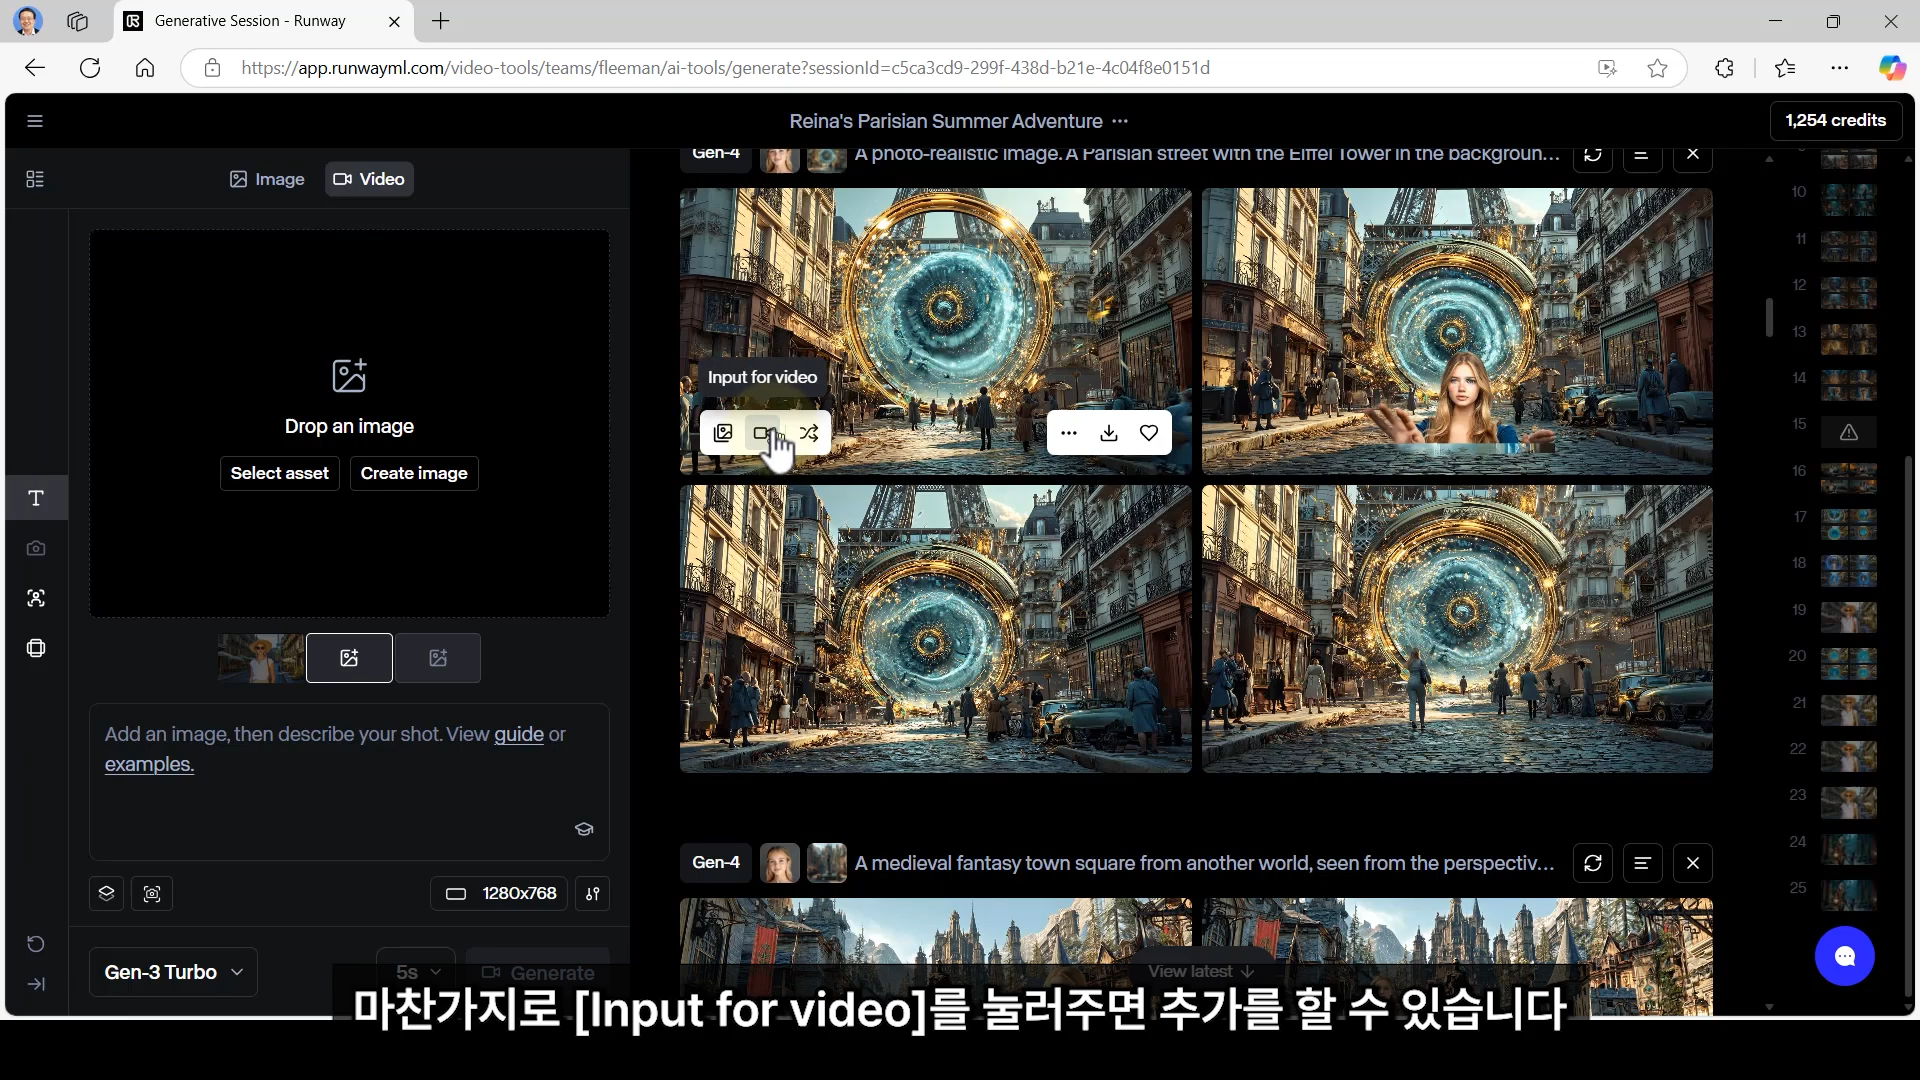 Generative Session - Runway
https://app.runwayml.com/video-tools/teams/fleeman/ai-tools/generate?sessionId=c5ca3cd9-299f-438d-b21e-4c04f8e0151d
Reina's Parisian Summer Adventure
1,254 credits
Image
Video
Gen-4
A photo-realistic image. A Parisian street with the Eiffel Tower in the backgroun...
Drop an image
Select asset
Create image
Input for video
Add an image, then describe your shot. View guide or
examples.
1280x768
Gen-3 Turbo
5s
Generate
Gen-4
A medieval fantasy town square from another world, seen from the perspectiv...
View latest
10
11
12
13
14
15
16
17
18
19
20
21
22
23
24
25
마찬가지로 [Input for video]를 눌러주면 추가를 할 수 있습니다